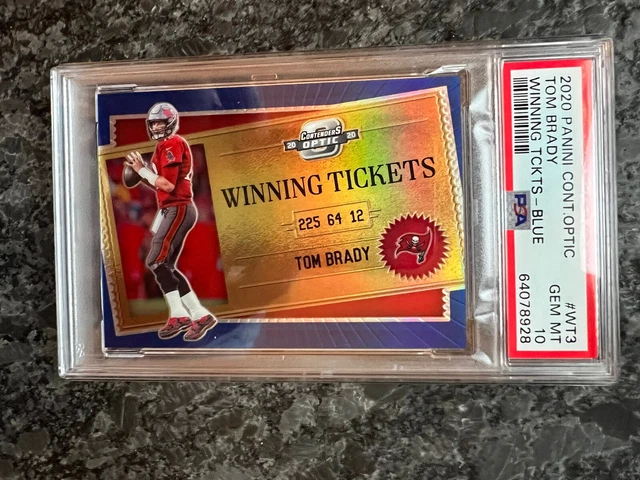 2020 PANINI CONT.OPTIC #WT3
TOM BRADY GEM MT
WINNING TCKTS-BLUE 10
PSA 64078928
CONTENDERS
20 OPTIC 20
WINNING TICKETS
225 64 12
TOM BRADY